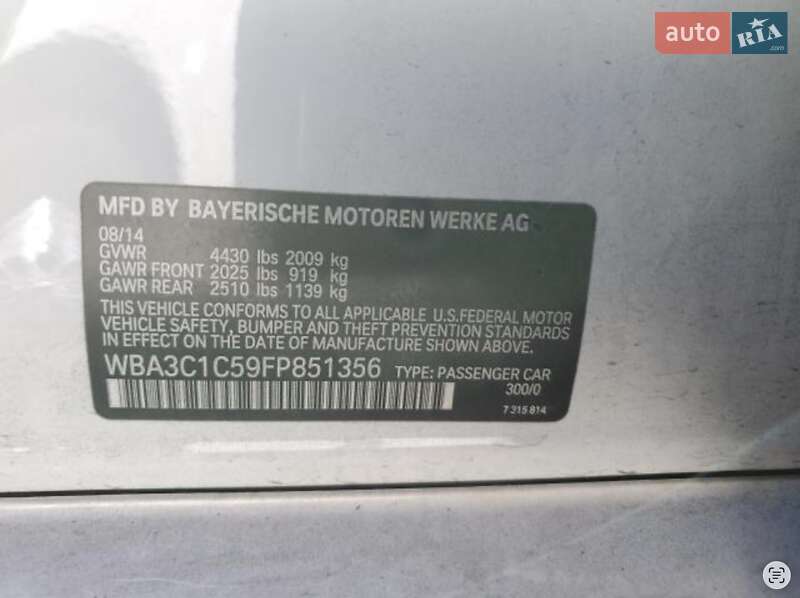 auto RIA .com
MFD BY BAYERISCHE MOTOREN WERKE AG
08/14
GVWR 4430 lbs 2009 kg
GAWR FRONT 2025 lbs 919 kg
GAWR REAR 2510 lbs 1139 kg
THIS VEHICLE CONFORMS TO ALL APPLICABLE U.S.FEDERAL MOTOR
VEHICLE SAFETY, BUMPER AND THEFT PREVENTION STANDARDS
IN EFFECT ON THE DATE OF MANUFACTURE SHOWN ABOVE.
WBA3C1C59FP851356 TYPE: PASSENGER CAR
300/0
7 315 814